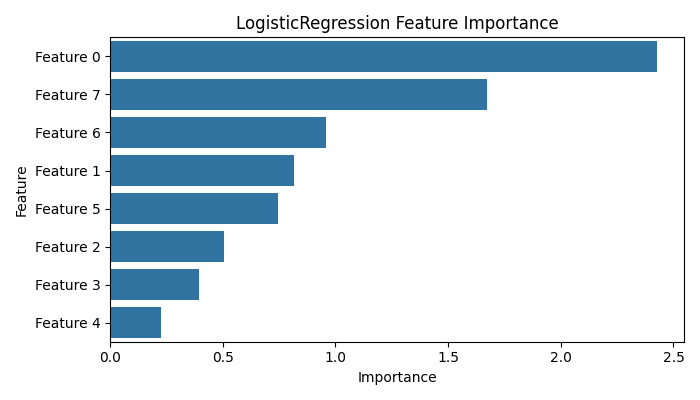 LogisticRegression Feature Importance
Feature 0
Feature 7
Feature 6
Feature 1
Feature 5
Feature 2
Feature 3
Feature 4
Feature
0.0 0.5 1.0 1.5 2.0 2.5
Importance